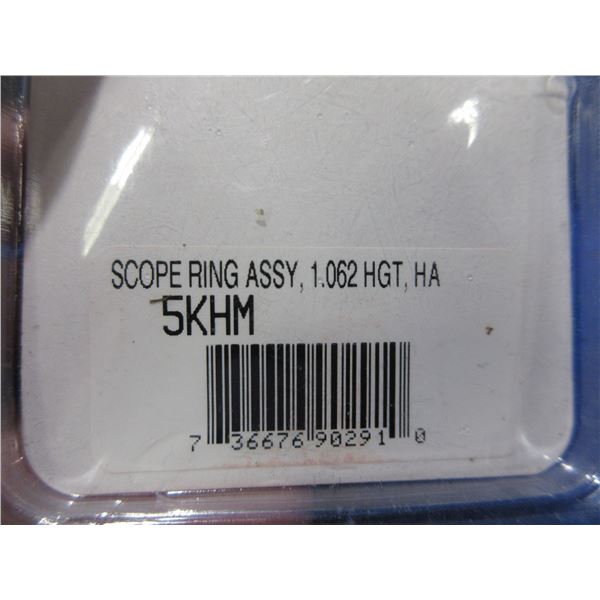 SCOPE RING ASSY, 1.062 HGT, HA
5KHM
7 36676 90291 0